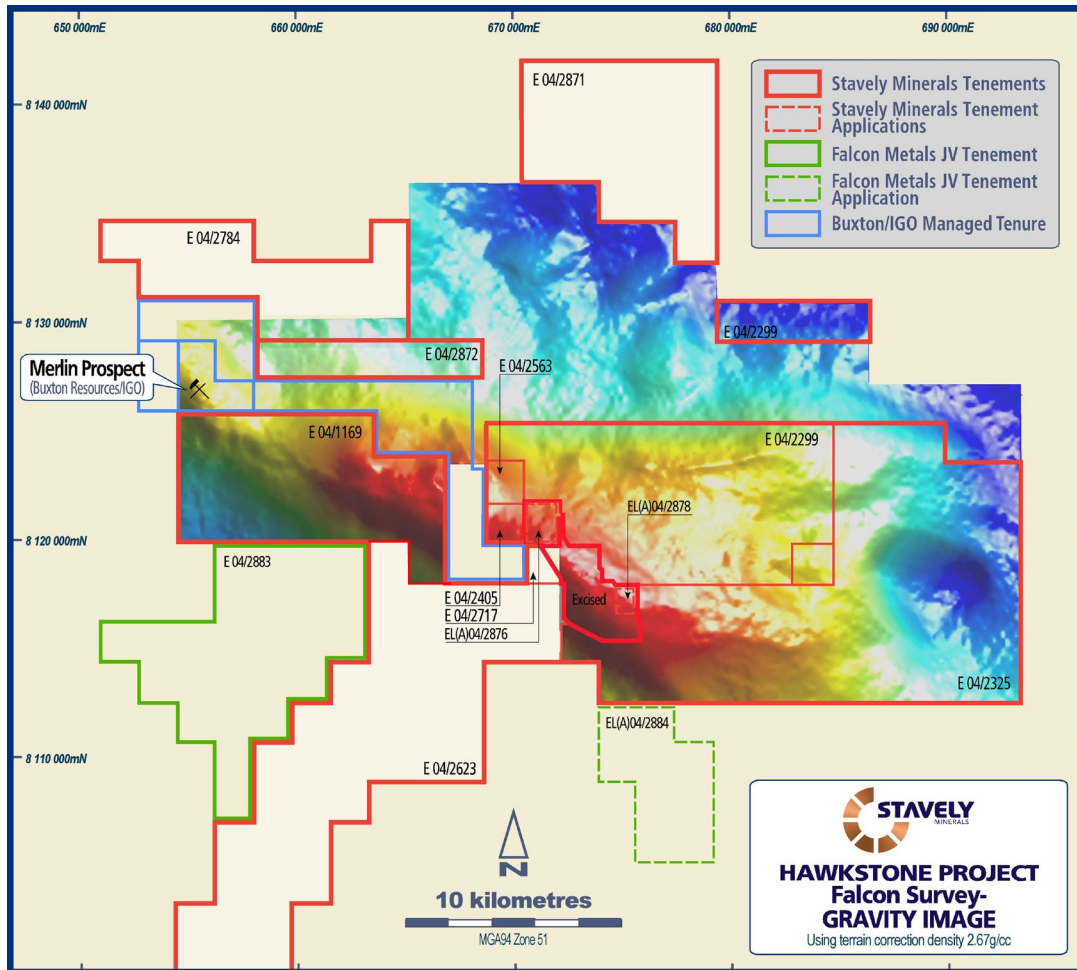 650 000mE
660 000mE
670 000mE
680 000mE
690 000mE
8 140 000mN
8 130 000mN
8 120 000mN
8 110 000mN
E 04/2871
Stavely Minerals Tenements
Stavely Minerals Tenement
Applications
Falcon Metals JV Tenement
Falcon Metals JV Tenement
Application
Buxton/IGO Managed Tenure
E 04/2784
E 04/2299
E 04/2872
E 04/2563
Merlin Prospect
(Buxton Resources/IGO)
E 04/1169
E 04/2299
EL(A)04/2878
E 04/2883
Excised
E 04/2405
E 04/2717
EL(A)04/2876
E 04/2325
EL(A)04/2884
E 04/2623
N
10 kilometres
MGA94 Zone 51
STAVELY
MINERALS
HAWKSTONE PROJECT
Falcon Survey-
GRAVITY IMAGE
Using terrain correction density 2.67g/cc